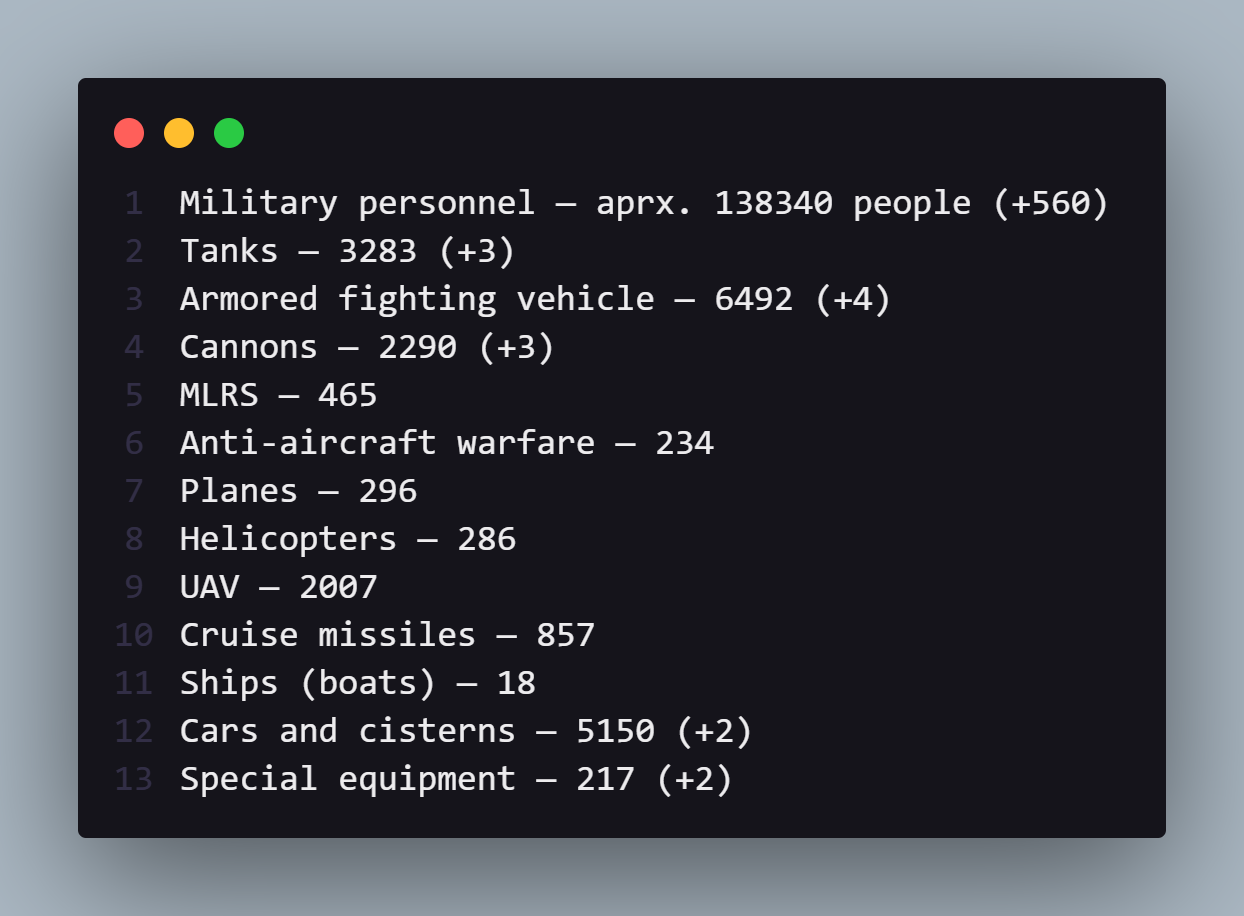 1 Military personnel — aprx. 138340 people (+560)
2 Tanks — 3283 (+3)
3 Armored fighting vehicle — 6492 (+4)
4 Cannons — 2290 (+3)
5 MLRS — 465
6 Anti-aircraft warfare — 234
7 Planes — 296
8 Helicopters — 286
9 UAV — 2007
10 Cruise missiles — 857
11 Ships (boats) — 18
12 Cars and cisterns — 5150 (+2)
13 Special equipment — 217 (+2)